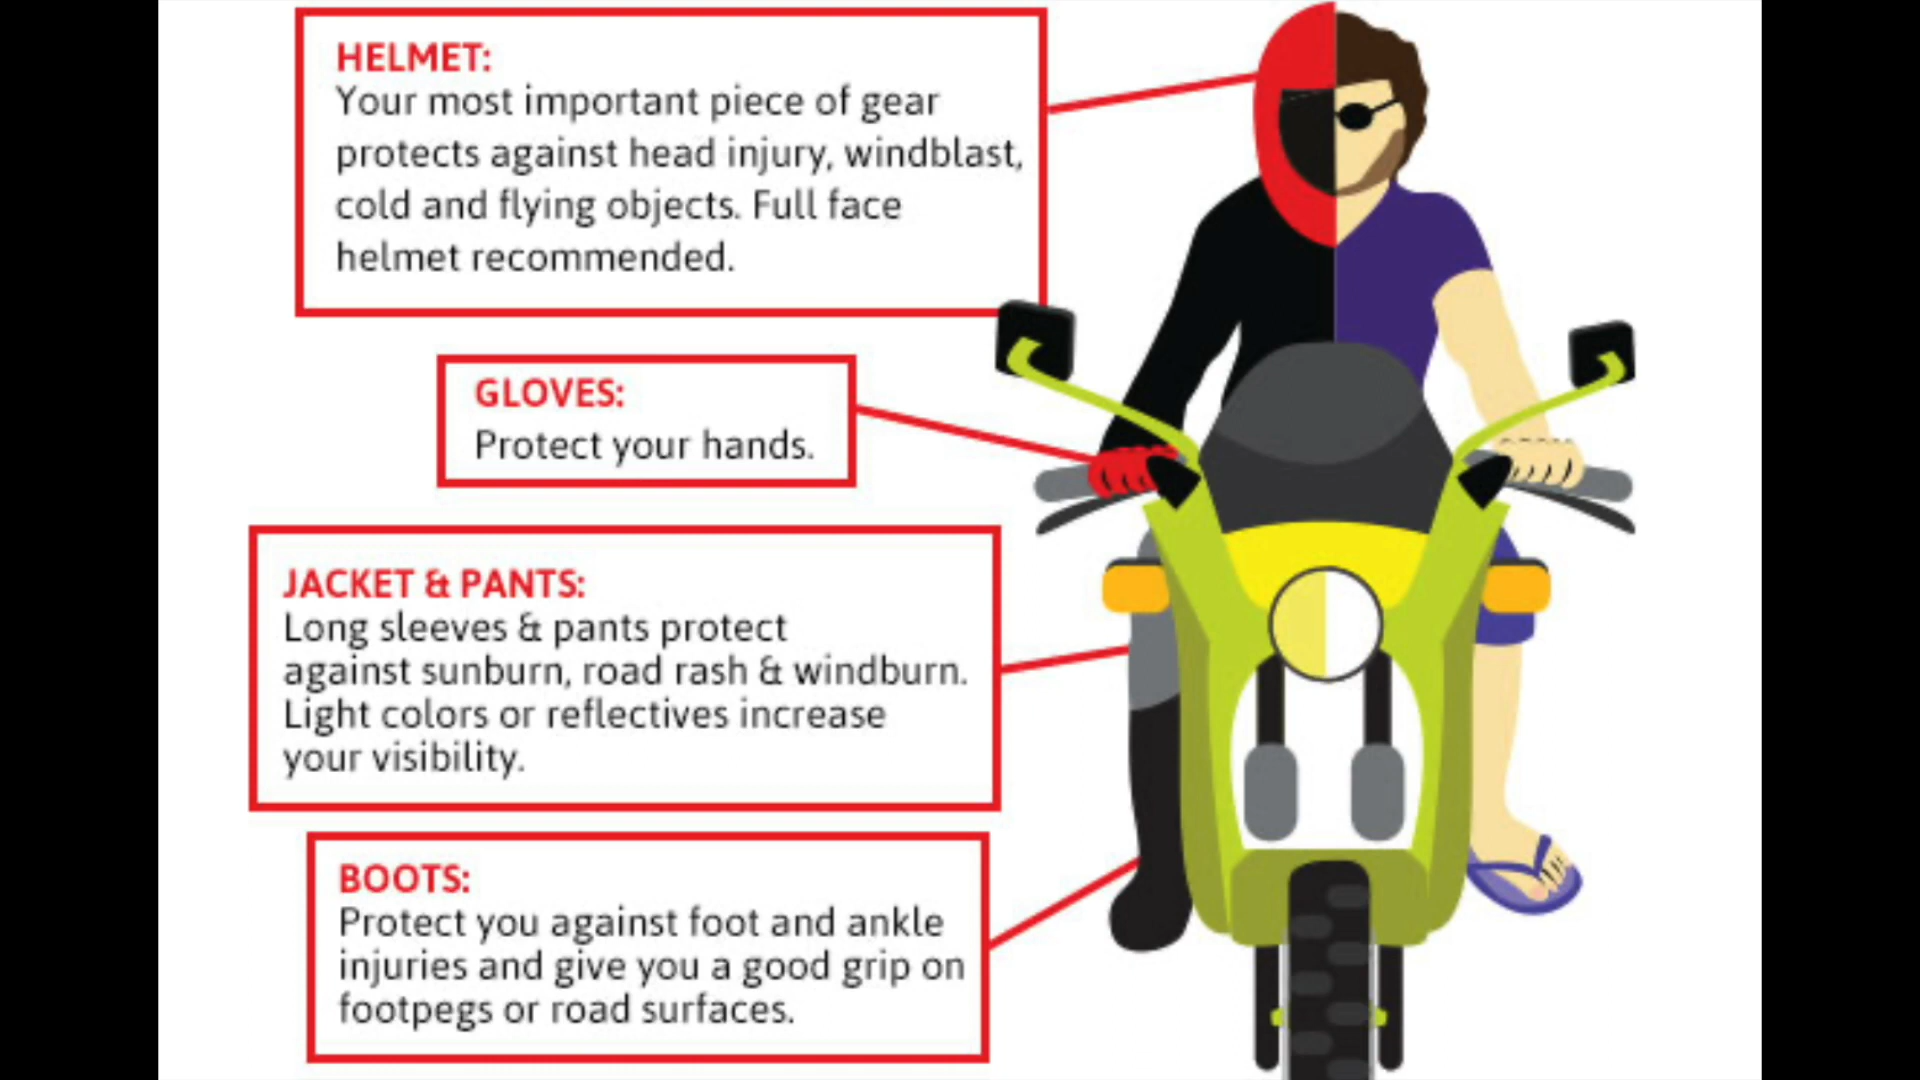 HELMET:
Your most important piece of gear
protects against head injury, windblast,
cold and flying objects. Full face
helmet recommended.
GLOVES:
Protect your hands.
JACKET & PANTS:
Long sleeves & pants protect
against sunburn, road rash & windburn.
Light colors or reflectives increase
your visibility.
BOOTS:
Protect you against foot and ankle
injuries and give you a good grip on
footpegs or road surfaces.